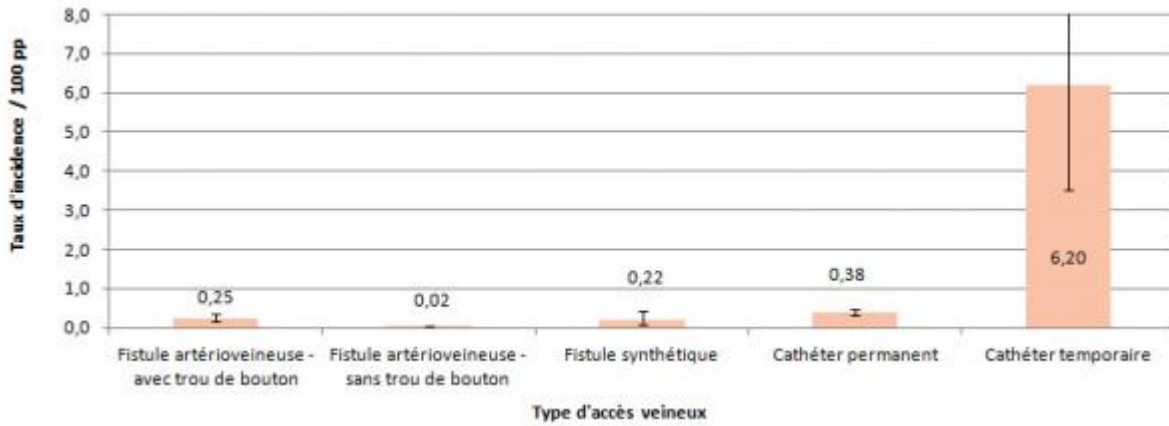 Taux d'incidence / 100 pp
8,0
7,0
6,0
5,0
4,0
3,0
2,0
1,0
0,0
0,25
0,02
0,22
0,38
6,20
Fistule artérioveineuse -
avec trou de bouton
Fistule artérioveineuse -
sans trou de bouton
Fistule synthétique
Cathéter permanent
Cathéter temporaire
Type d'accès veineux